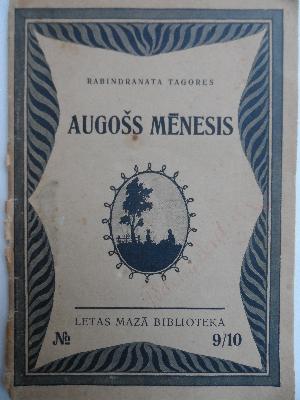 RABINDRANATA TAGORES
AUGOŠS MĒNESIS
LETAS MAZĀ BIBLIOTEKA
№ 9/10